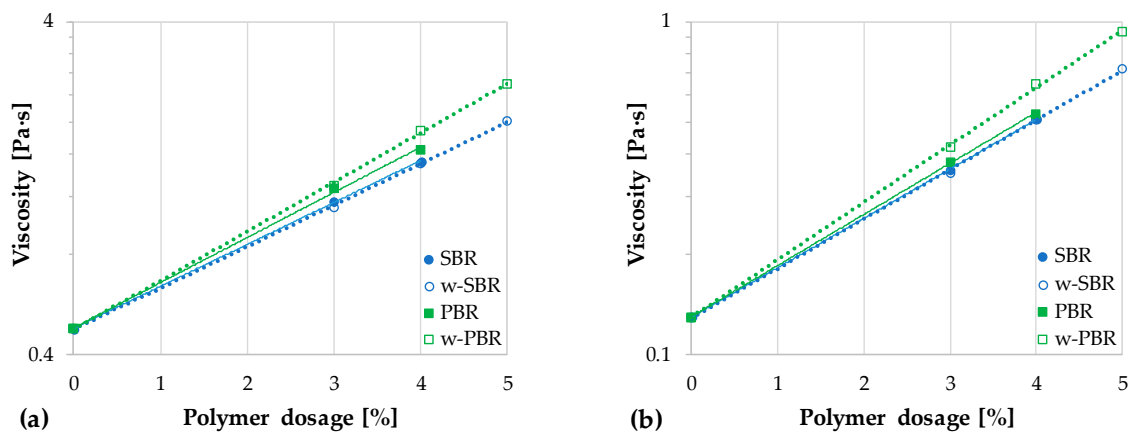 4
Viscosity [Pa·s]
SBR
w-SBR
PBR
w-PBR
0.4
0 1 2 3 4 5
(a) Polymer dosage [%]
1
Viscosity [Pa·s]
SBR
w-SBR
PBR
w-PBR
0.1
0 1 2 3 4 5
(b) Polymer dosage [%]